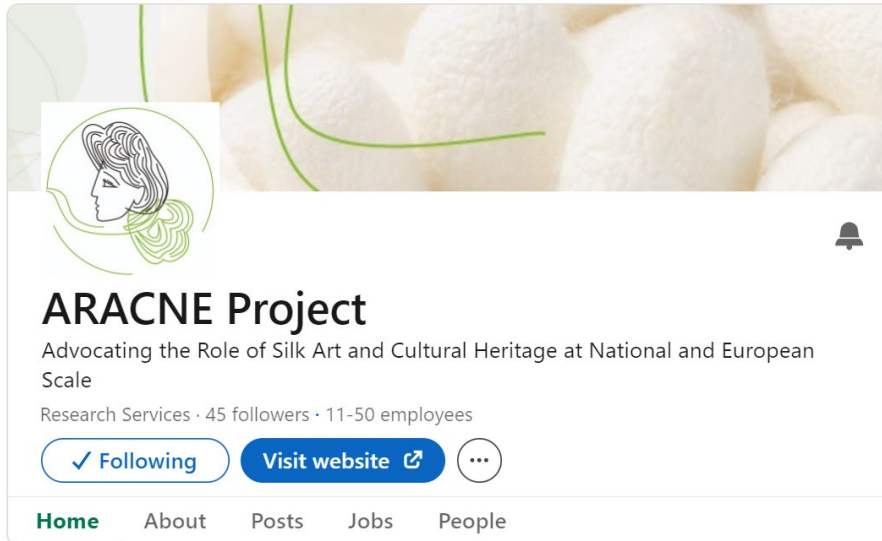 ARACNE Project
Advocating the Role of Silk Art and Cultural Heritage at National and European
Scale
Research Services · 45 followers · 11-50 employees
✓ Following
Visit website
Home About Posts Jobs People